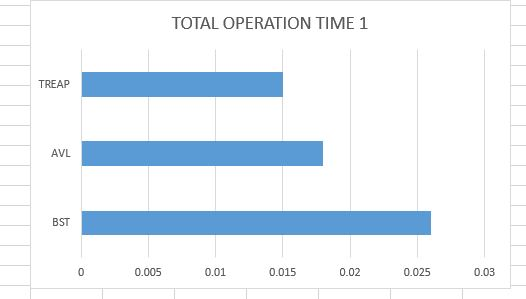 TOTAL OPERATION TIME 1
TREAP
AVL
BST
0 0.005 0.01 0.015 0.02 0.025 0.03